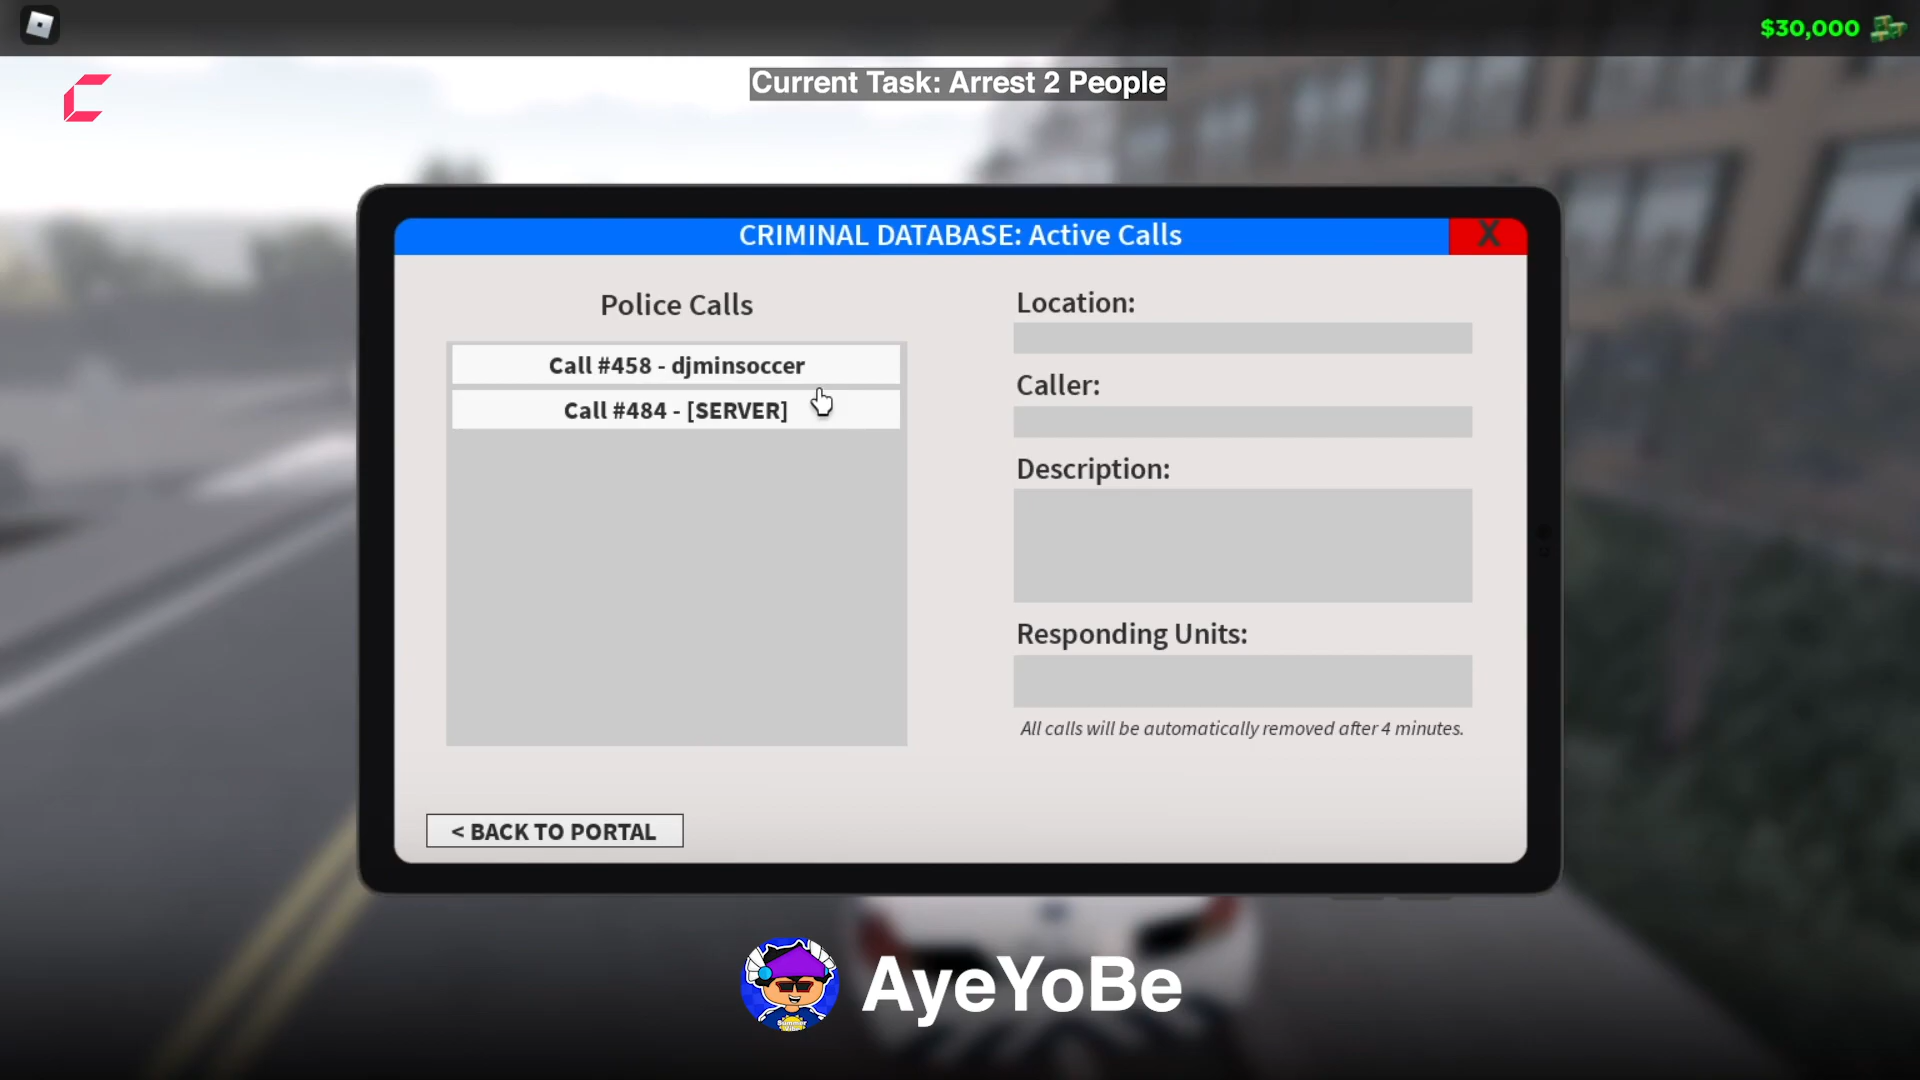 $30,000
Current Task: Arrest 2 People
CRIMINAL DATABASE: Active Calls
X
Police Calls
Call #458 - djminsoccer
Call #484 - [SERVER]
Location:
Caller:
Description:
Responding Units:
All calls will be automatically removed after 4 minutes.
< BACK TO PORTAL
Summer
AyeYoBe